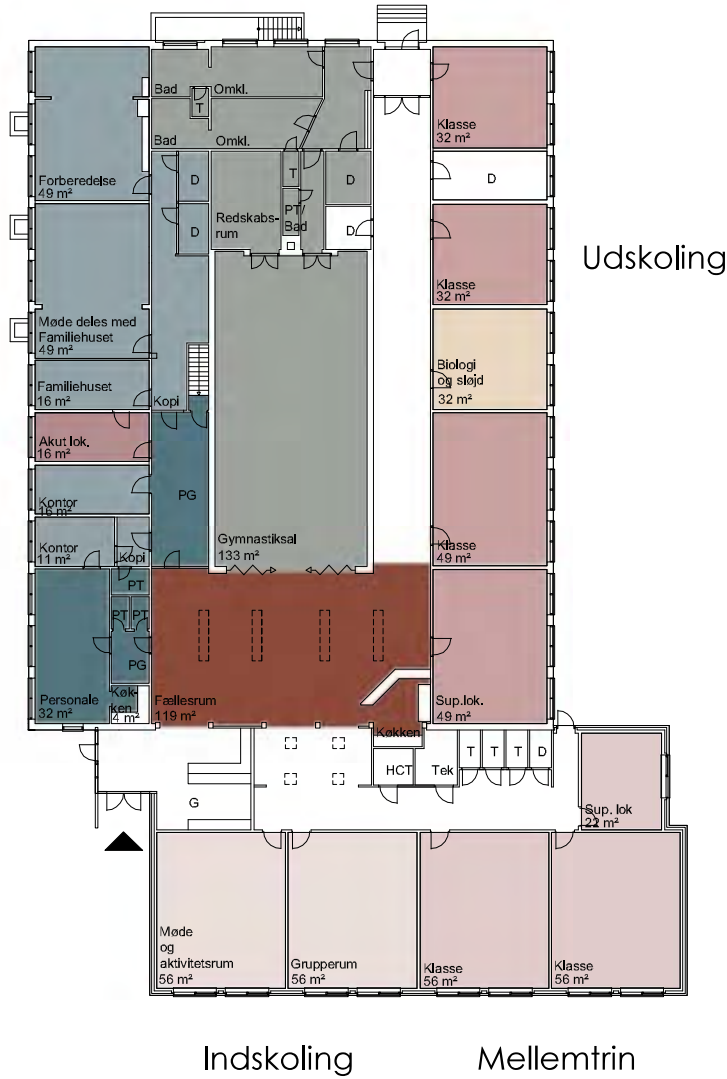 Bad
Omkl.
T
Bad
Omkl.
Klasse
32 m²
Forberedelse
49 m²
D
D
Redskabs-
rum
T
PT/
Bad
D
D
D
Klasse
32 m²
Udskoling
Møde deles med
Familiehuset
49 m²
Familiehuset
16 m²
Kopi
Biologi
og sløjd
32 m²
Akut lok.
16 m²
Kontor
16 m²
PG
Kontor
11 m²
Kopi
Gymnastiksal
133 m²
Klasse
49 m²
PT
PT
PT
PG
Personale
32 m²
Køk-
ken
4 m²
Fællesrum
119 m²
Køkken
Sup.lok.
49 m²
HCT
Tek
T
T
T
D
G
Sup. lok
22 m²
Møde
og
aktivitetsrum
56 m²
Grupperum
56 m²
Klasse
56 m²
Klasse
56 m²
Indskoling
Mellemtrin